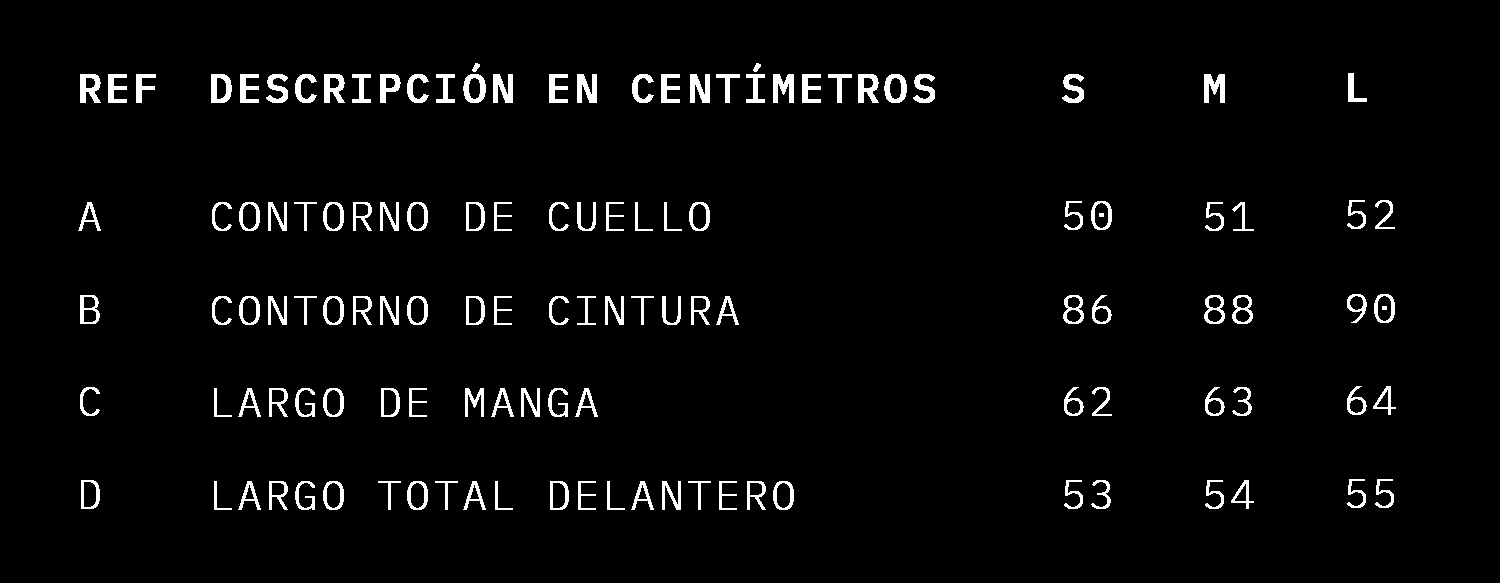 REF DESCRIPCIÓN EN CENTÍMETROS S M L
A CONTORNO DE CUELLO 50 51 52
B CONTORNO DE CINTURA 86 88 90
C LARGO DE MANGA 62 63 64
D LARGO TOTAL DELANTERO 53 54 55